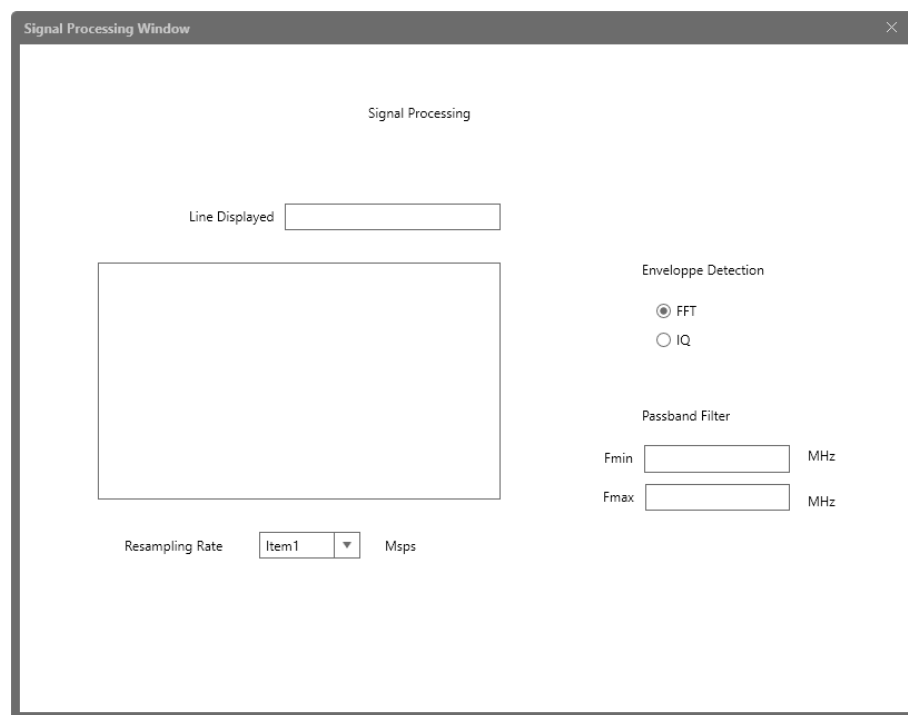 Signal Processing Window
Signal Processing
Line Displayed
Enveloppe Detection
FFT
IQ
Passband Filter
Fmin MHz
Fmax MHz
Resampling Rate Item1 Msps